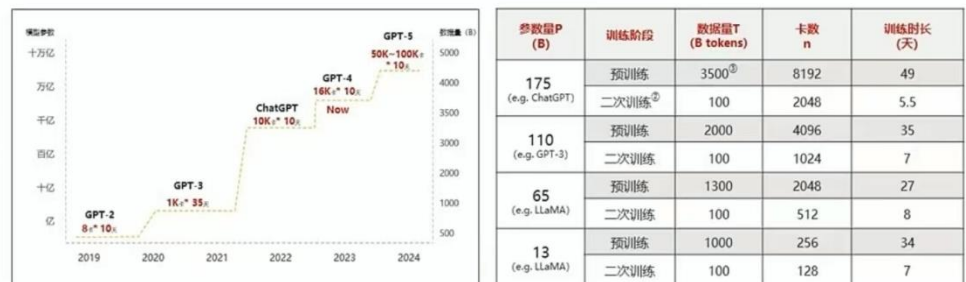 模型参数
数据量（B）
十万亿
万亿
千亿
百亿
十亿
亿
5000
4000
3500
3000
2000
1000
500
GPT-5
50K~100K卡
* 10天
GPT-4
16K卡* 10天
Now
ChatGPT
10K卡* 10天
GPT-3
1K卡* 35天
GPT-2
8卡* 10天
2019 2020 2021 2022 2023 2024
参数量P (B) 训练阶段 数据量T (B tokens) 卡数 n 训练时长 (天)
175 (e.g. ChatGPT) 预训练 3500③ 8192 49
二次训练② 100 2048 5.5
110 (e.g. GPT-3) 预训练 2000 4096 35
二次训练 100 1024 7
65 (e.g. LLaMA) 预训练 1300 2048 27
二次训练 100 512 8
13 (e.g. LLaMA) 预训练 1000 256 34
二次训练 100 128 7